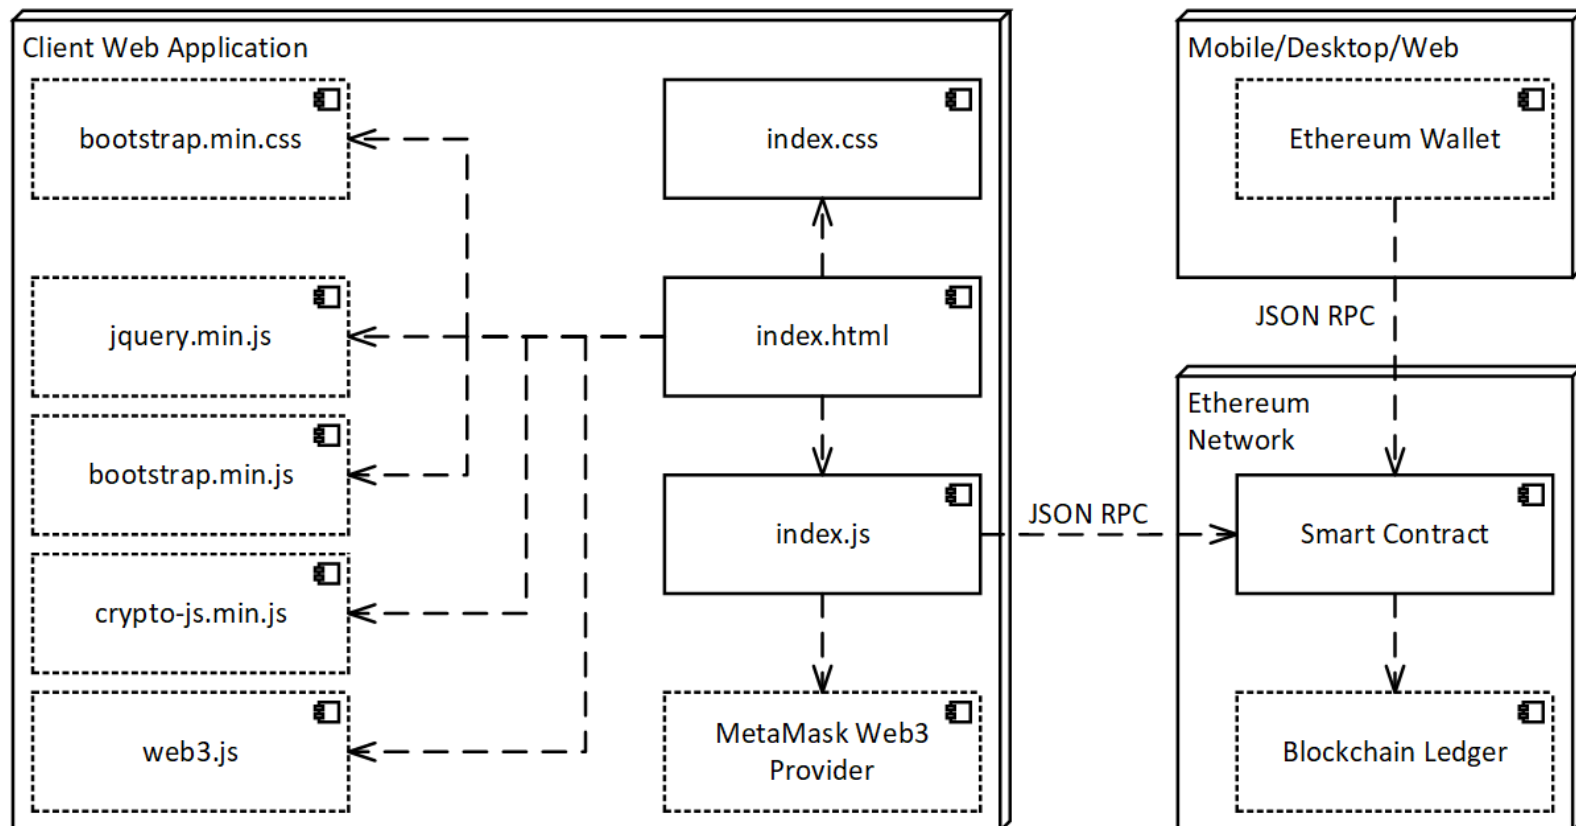 Client Web Application
bootstrap.min.css
index.css
jquery.min.js
index.html
bootstrap.min.js
index.js
crypto-js.min.js
web3.js
MetaMask Web3
Provider
JSON RPC
Mobile/Desktop/Web
Ethereum Wallet
JSON RPC
Ethereum
Network
Smart Contract
Blockchain Ledger